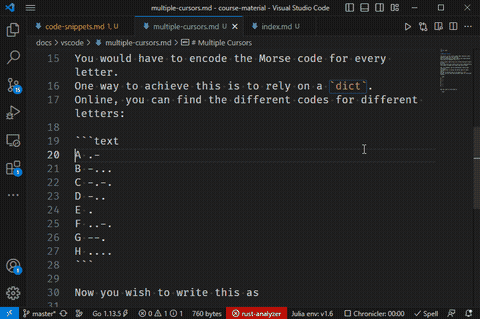 multiple-cursors.md - course-material - Visual Studio Code
code-snippets.md 1, U
multiple-cursors.md U
index.md U
docs > vscode > multiple-cursors.md > # Multiple Cursors
15 You would have to encode the Morse code for every
letter.
16 One way to achieve this is to rely on a `dict`.
17 Online, you can find the different codes for different
letters:
18
19 ```text
20 A .-
21 B -...
22 C -.-.
23 D -..
24 E .
25 F ..-.
26 G --.
27 H ....
28 ```
29
30 Now you wish to write this as
31
master* Go 1.13.5 0 1 1 760 bytes rust-analyzer Julia env: v1.6 Chronicler: 00:00 Spell